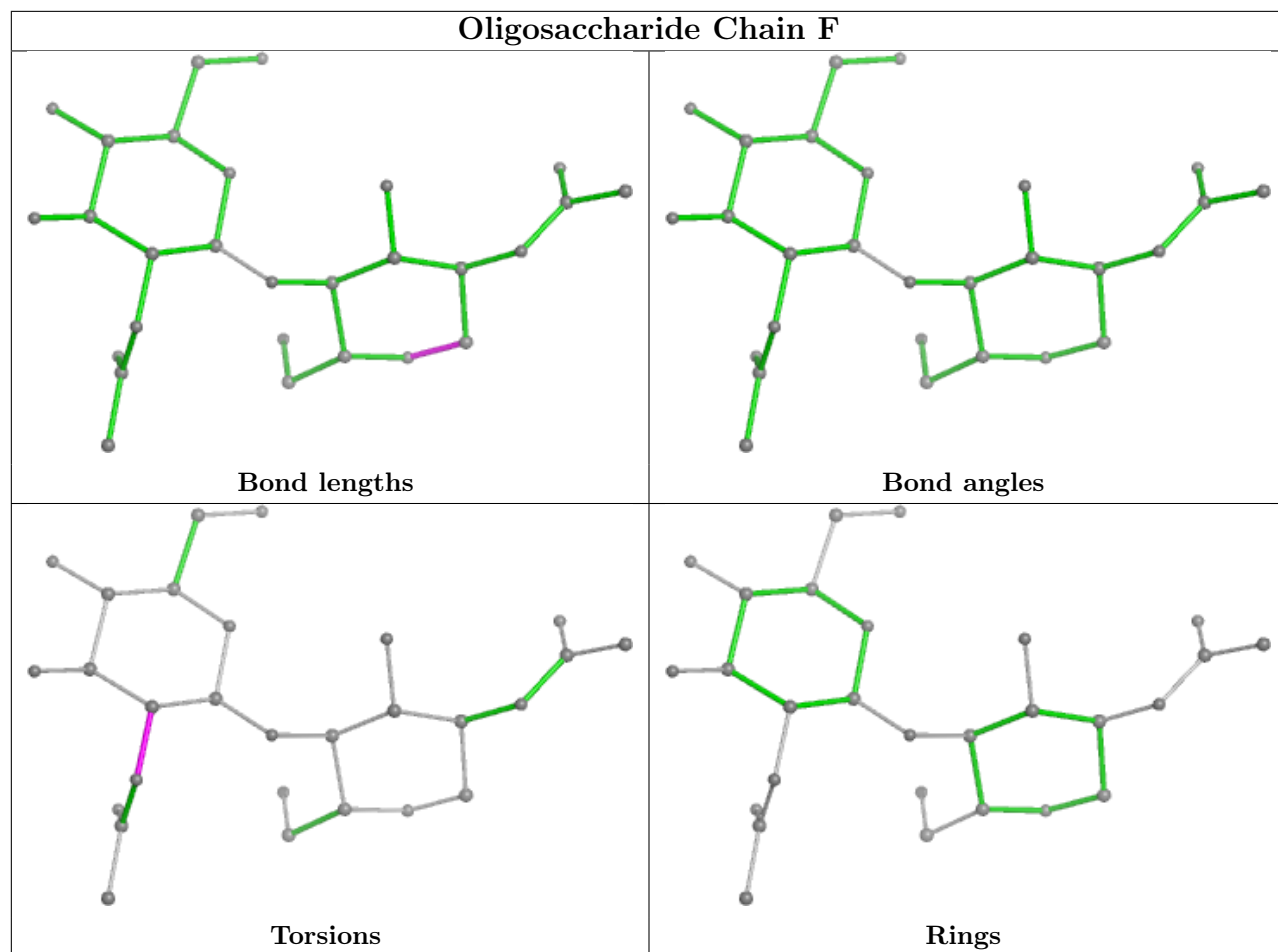 Oligosaccharide Chain F
Bond lengths
Bond angles
Torsions
Rings